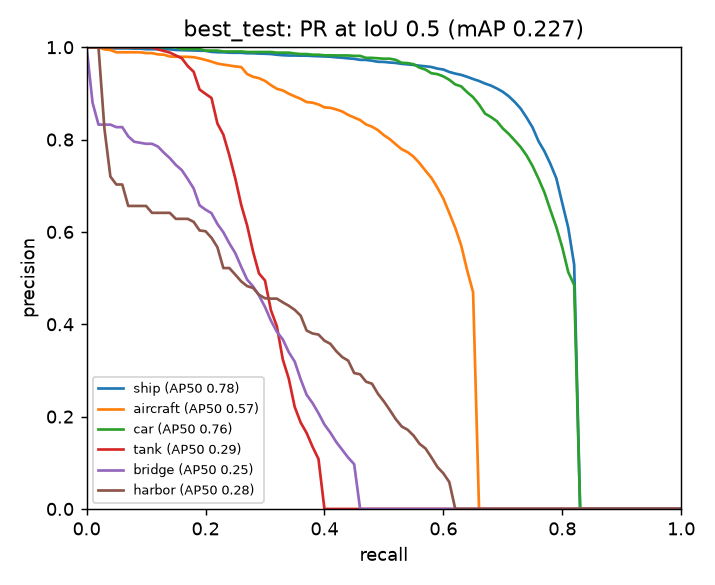 best_test: PR at IoU 0.5 (mAP 0.227)
1.0
0.8
0.6
0.4
0.2
0.0
precision
ship (AP50 0.78)
aircraft (AP50 0.57)
car (AP50 0.76)
tank (AP50 0.29)
bridge (AP50 0.25)
harbor (AP50 0.28)
0.0 0.2 0.4 0.6 0.8 1.0
recall